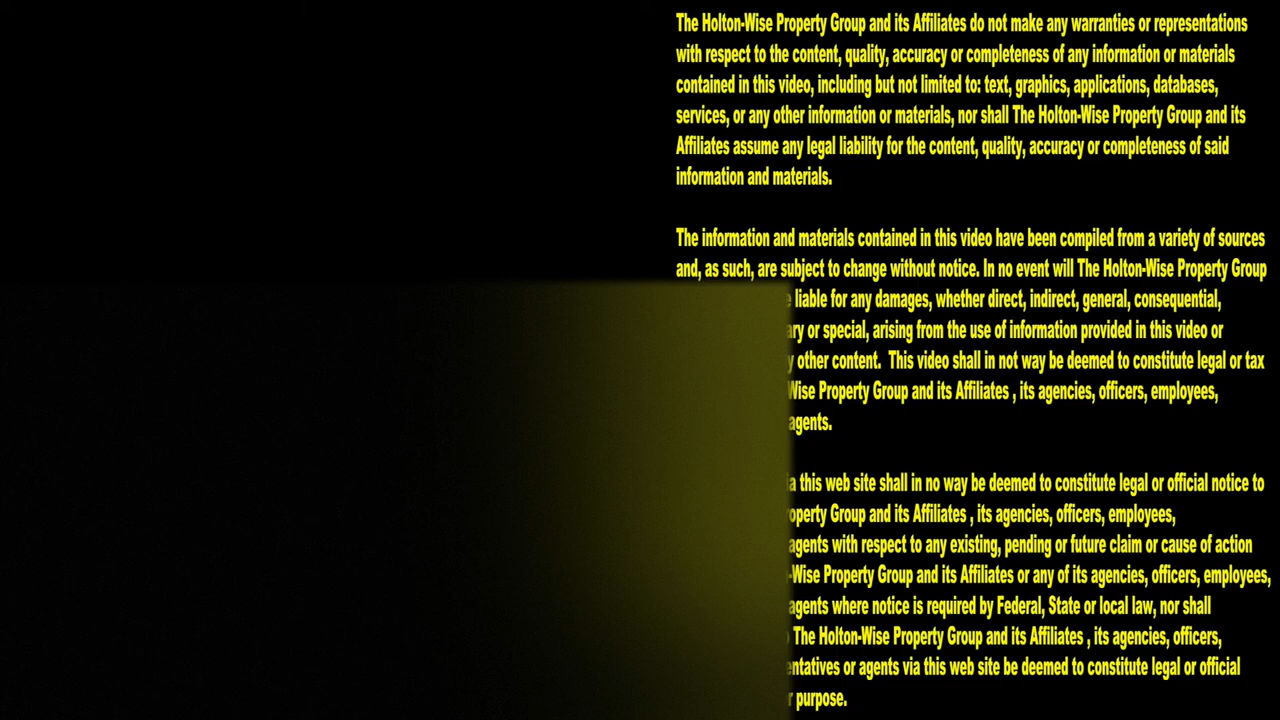 The Holton-Wise Property Group and its Affiliates do not make any warranties or representations
with respect to the content, quality, accuracy or completeness of any information or materials
contained in this video, including but not limited to: text, graphics, applications, databases,
services, or any other information or materials, nor shall The Holton-Wise Property Group and its
Affiliates assume any legal liability for the content, quality, accuracy or completeness of said
information and materials.
The information and materials contained in this video have been compiled from a variety of sources
and, as such, are subject to change without notice. In no event will The Holton-Wise Property Group
liable for any damages, whether direct, indirect, general, consequential,
or special, arising from the use of information provided in this video or
other content. This video shall in not way be deemed to constitute legal or tax
Wise Property Group and its Affiliates , its agencies, officers, employees,
agents.
this web site shall in no way be deemed to constitute legal or official notice to
Group and its Affiliates , its agencies, officers, employees,
agents with respect to any existing, pending or future claim or cause of action
-Wise Property Group and its Affiliates or any of its agencies, officers, employees,
agents where notice is required by Federal, State or local law, nor shall
The Holton-Wise Property Group and its Affiliates , its agencies, officers,
or agents via this web site be deemed to constitute legal or official
purpose.